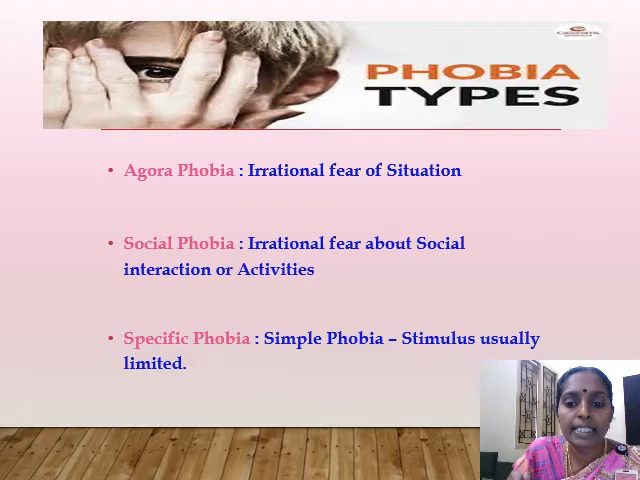 PHOBIA
TYPES
• Agora Phobia : Irrational fear of Situation
• Social Phobia : Irrational fear about Social
interaction or Activities
• Specific Phobia : Simple Phobia – Stimulus usually
limited.